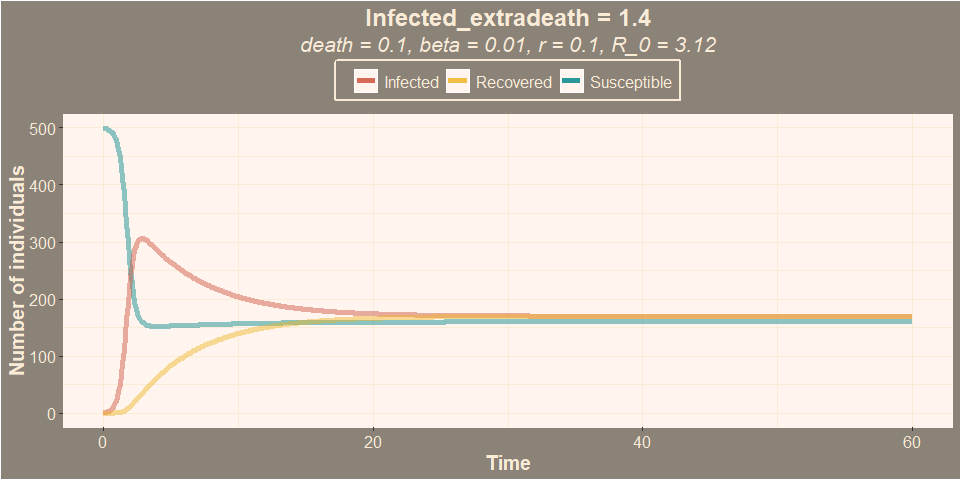 Infected_extradeath = 1.4
death = 0.1, beta = 0.01, r = 0.1, R_0 = 3.12
Infected Recovered Susceptible
Number of individuals
500
400
300
200
100
0
0 20 40 60
Time